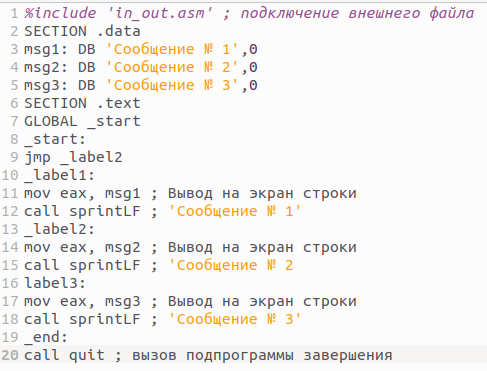 1 %include 'in_out.asm' ; подключение внешнего файла
2 SECTION .data
3 msg1: DB 'Сообщение № 1',0
4 msg2: DB 'Сообщение № 2',0
5 msg3: DB 'Сообщение № 3',0
6 SECTION .text
7 GLOBAL _start
8 _start:
9 jmp _label2
10 _label1:
11 mov eax, msg1 ; Вывод на экран строки
12 call sprintLF ; 'Сообщение № 1'
13 _label2:
14 mov eax, msg2 ; Вывод на экран строки
15 call sprintLF ; 'Сообщение № 2
16 label3:
17 mov eax, msg3 ; Вывод на экран строки
18 call sprintLF ; 'Сообщение № 3'
19 _end:
20 call quit ; вызов подпрограммы завершения